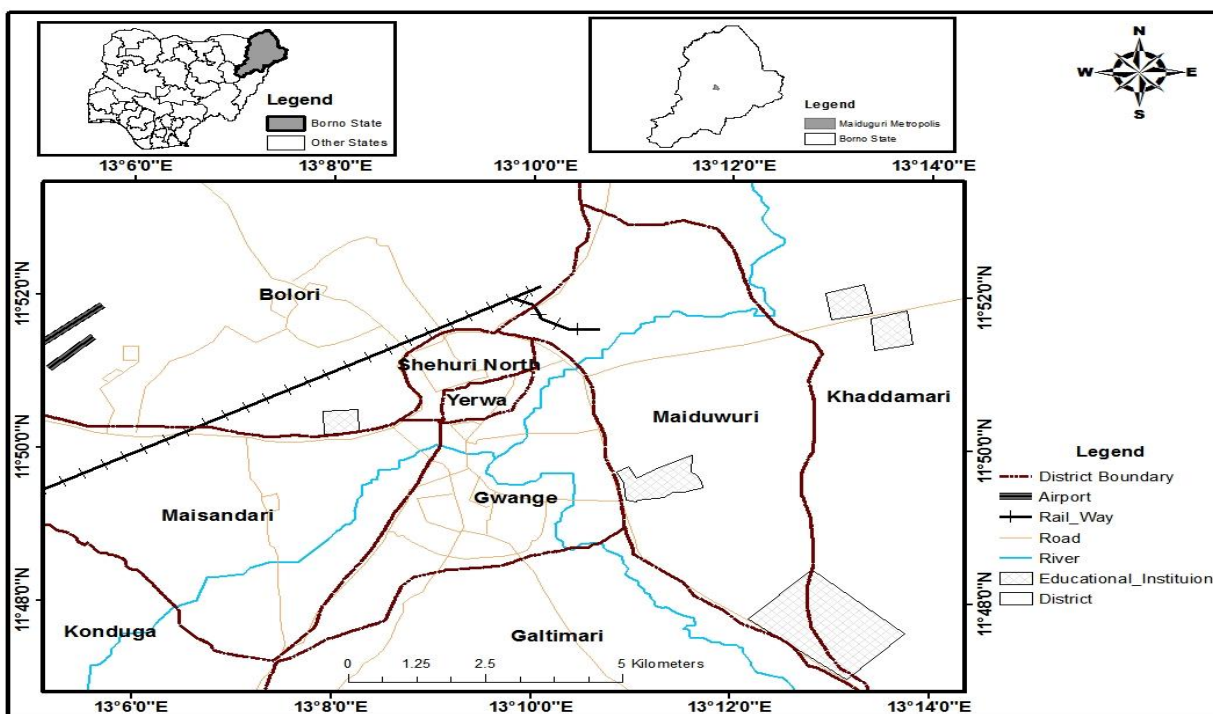 Legend
Borno State
Other States
Legend
Maiduguri Metropolis
Borno State
N
W E
S
13°6'0"E 13°8'0"E 13°10'0"E 13°12'0"E 13°14'0"E
11°52'0"N
11°50'0"N
11°48'0"N
Bolori
Shehuri North
Yerwa
Khaddamari
Maiduwuri
Gwange
Maisandari
Konduga
Galtimari
0 1.25 2.5 5 Kilometers
11°52'0"N
11°50'0"N
11°48'0"N
Legend
District Boundary
Airport
Rail_Way
Road
River
Educational_Instituion
District
13°6'0"E 13°8'0"E 13°10'0"E 13°12'0"E 13°14'0"E